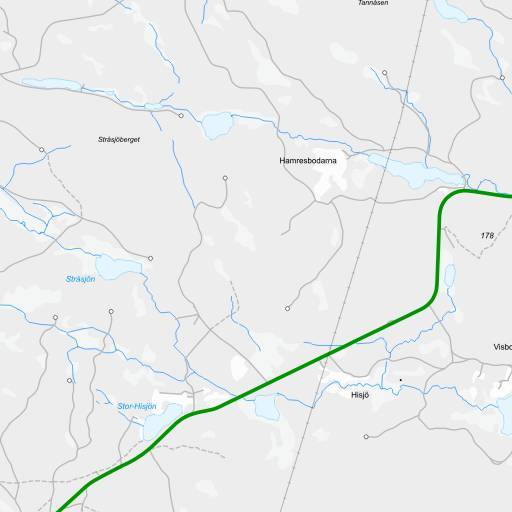 Tannåsen
Stråsjöberget
Hamresbodarna
178
Stråsjön
Visbo
Hisjö
Stor-Hisjön